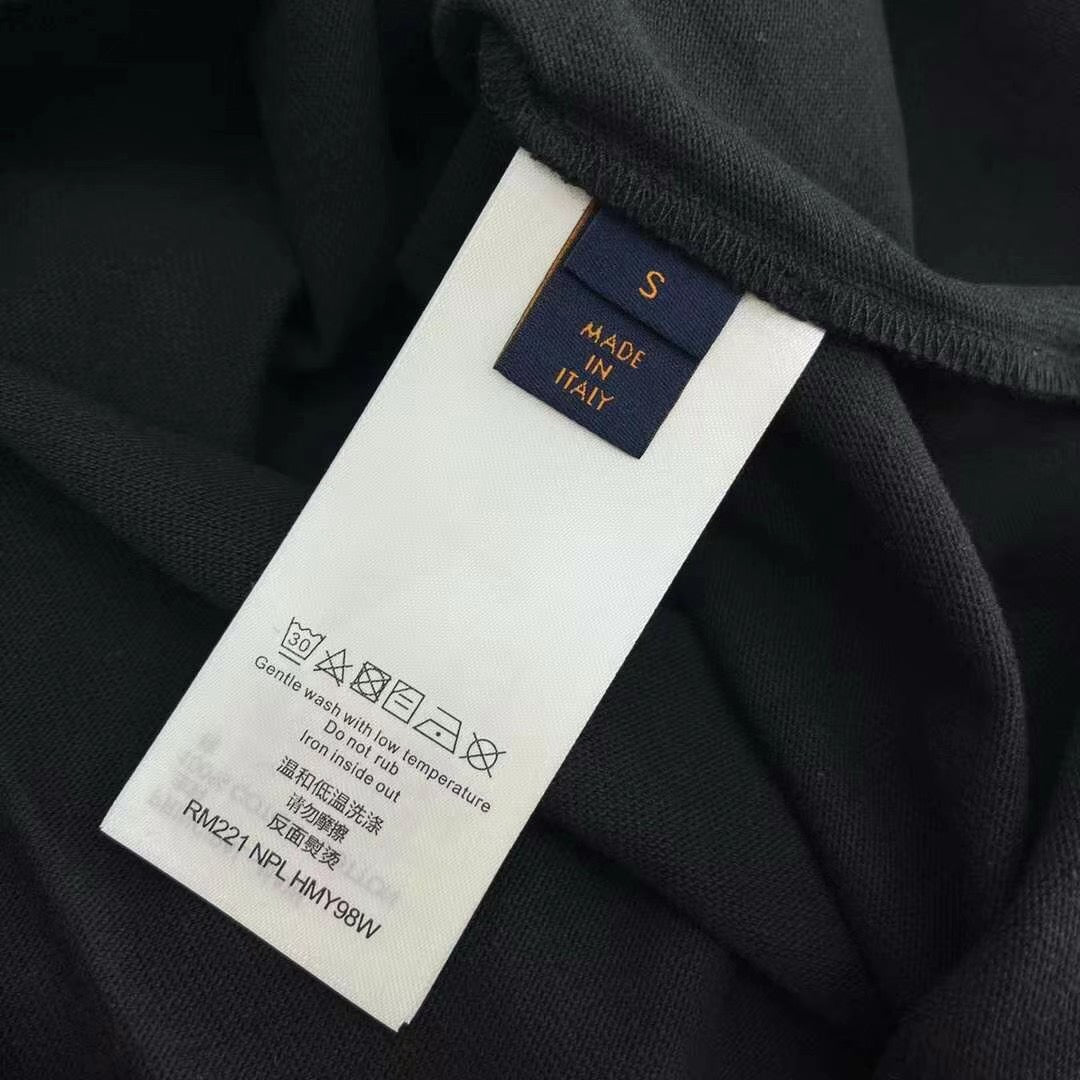 S
MADE
IN
ITALY
30
Gentle wash with low temperature
Do not rub
Iron inside out
温和低温洗涤
请勿摩擦
反面熨烫
RM221 NPL HMY98W